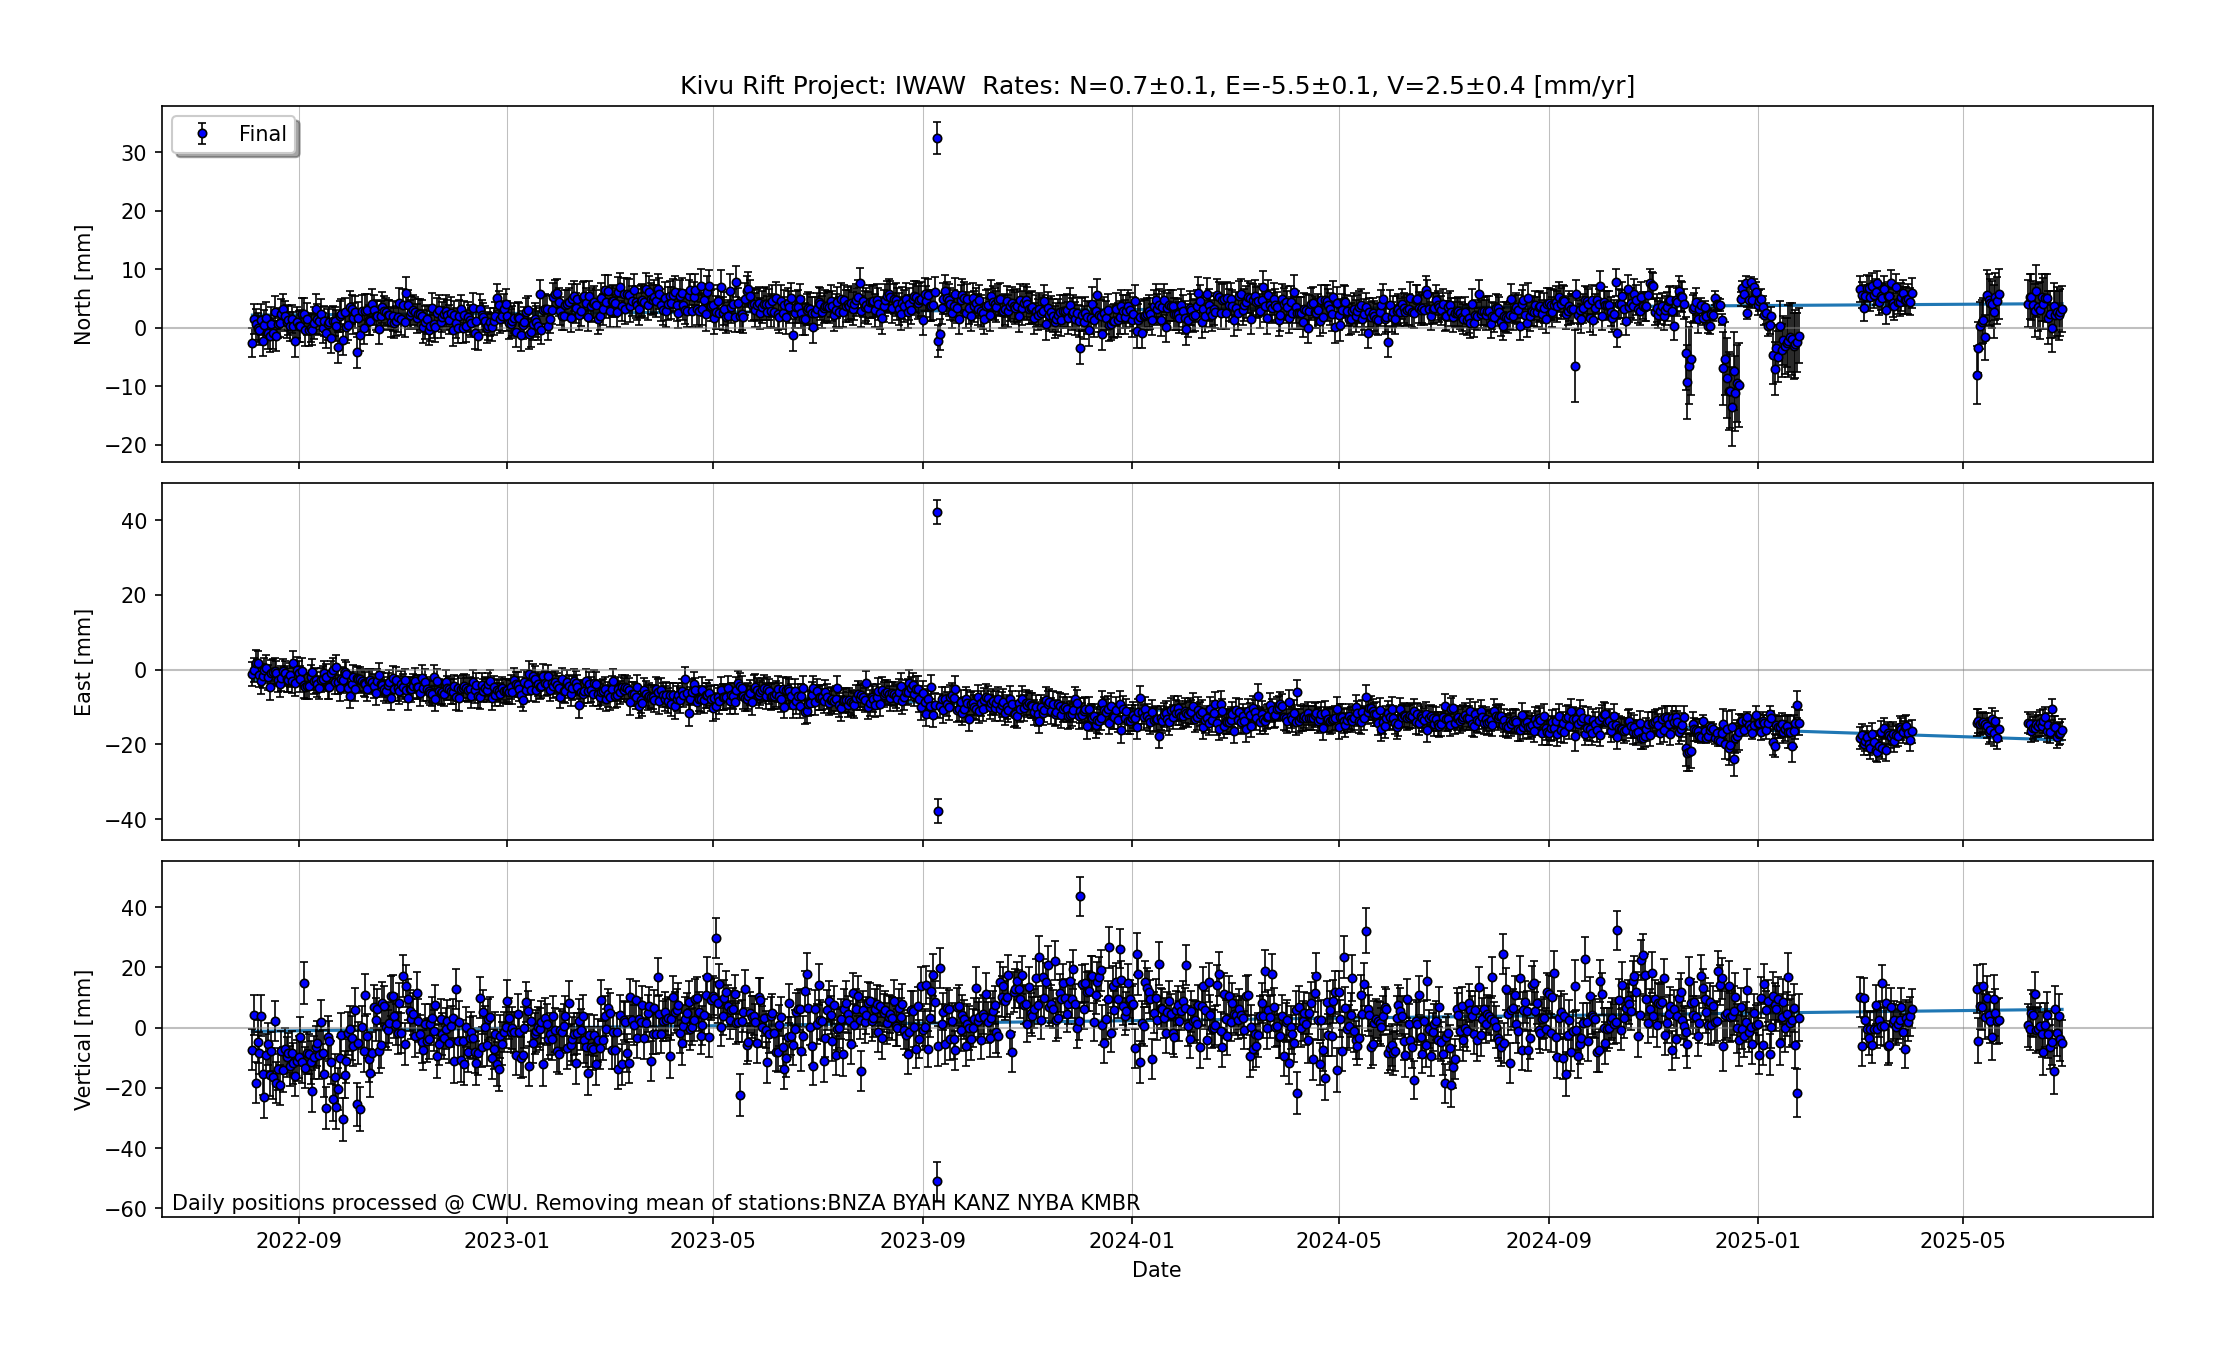 Kivu Rift Project: IWAW  Rates: N=0.7±0.1, E=-5.5±0.1, V=2.5±0.4 [mm/yr]
Final
North [mm]
30
20
10
0
−10
−20
East [mm]
40
20
0
−20
−40
Vertical [mm]
40
20
0
−20
−40
−60
Daily positions processed @ CWU. Removing mean of stations:BNZA BYAH KANZ NYBA KMBR
2022-09 2023-01 2023-05 2023-09 2024-01 2024-05 2024-09 2025-01 2025-05
Date